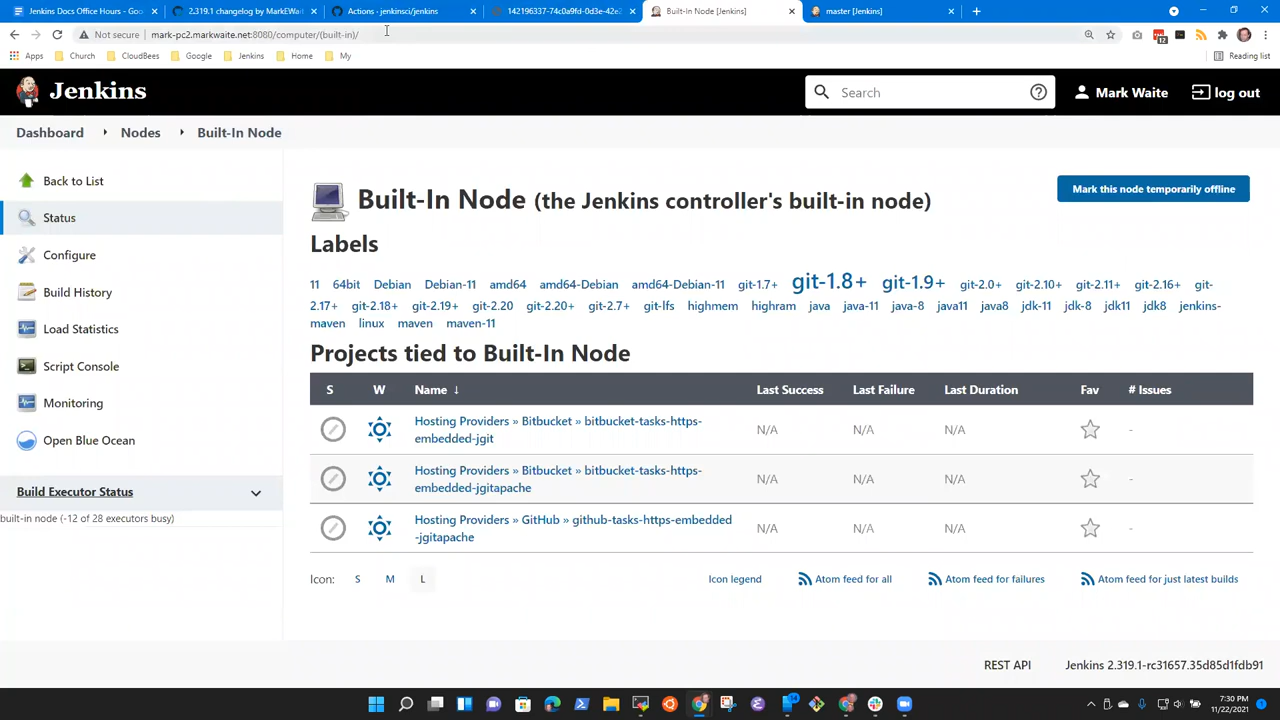 Jenkins Docs Office Hours - Goo
2.319.1 changelog by MarkEWait
Actions · jenkinsci/jenkins
142196337-74c0a9fd-0d3e-42e2
Built-In Node [Jenkins]
master [Jenkins]
Not secure
mark-pc2.markwaite.net:8080/computer/(built-in)/
Apps Church CloudBees Google Jenkins Home My Reading list
Jenkins
Search
Mark Waite
log out
Dashboard Nodes Built-In Node
Back to List
Status
Configure
Build History
Load Statistics
Script Console
Monitoring
Open Blue Ocean
Build Executor Status
built-in node (-12 of 28 executors busy)
Built-In Node (the Jenkins controller's built-in node)
Mark this node temporarily offline
Labels
11 64bit Debian Debian-11 amd64 amd64-Debian amd64-Debian-11 git-1.7+ git-1.8+ git-1.9+ git-2.0+ git-2.10+ git-2.11+ git-2.16+ git-
2.17+ git-2.18+ git-2.19+ git-2.20 git-2.20+ git-2.7+ git-lfs highmem highram java java-11 java-8 java11 java8 jdk-11 jdk-8 jdk11 jdk8 jenkins-
maven linux maven maven-11
Projects tied to Built-In Node
S W Name ↓ Last Success Last Failure Last Duration Fav # Issues
Hosting Providers » Bitbucket » bitbucket-tasks-https-
embedded-jgit
N/A N/A N/A -
Hosting Providers » Bitbucket » bitbucket-tasks-https-
embedded-jgitapache
N/A N/A N/A -
Hosting Providers » GitHub » github-tasks-https-embedded
-jgitapache
N/A N/A N/A -
Icon: S M L
Icon legend Atom feed for all Atom feed for failures Atom feed for just latest builds
REST API Jenkins 2.319.1-rc31657.35d85d1fdb91
7:30 PM
11/22/2021